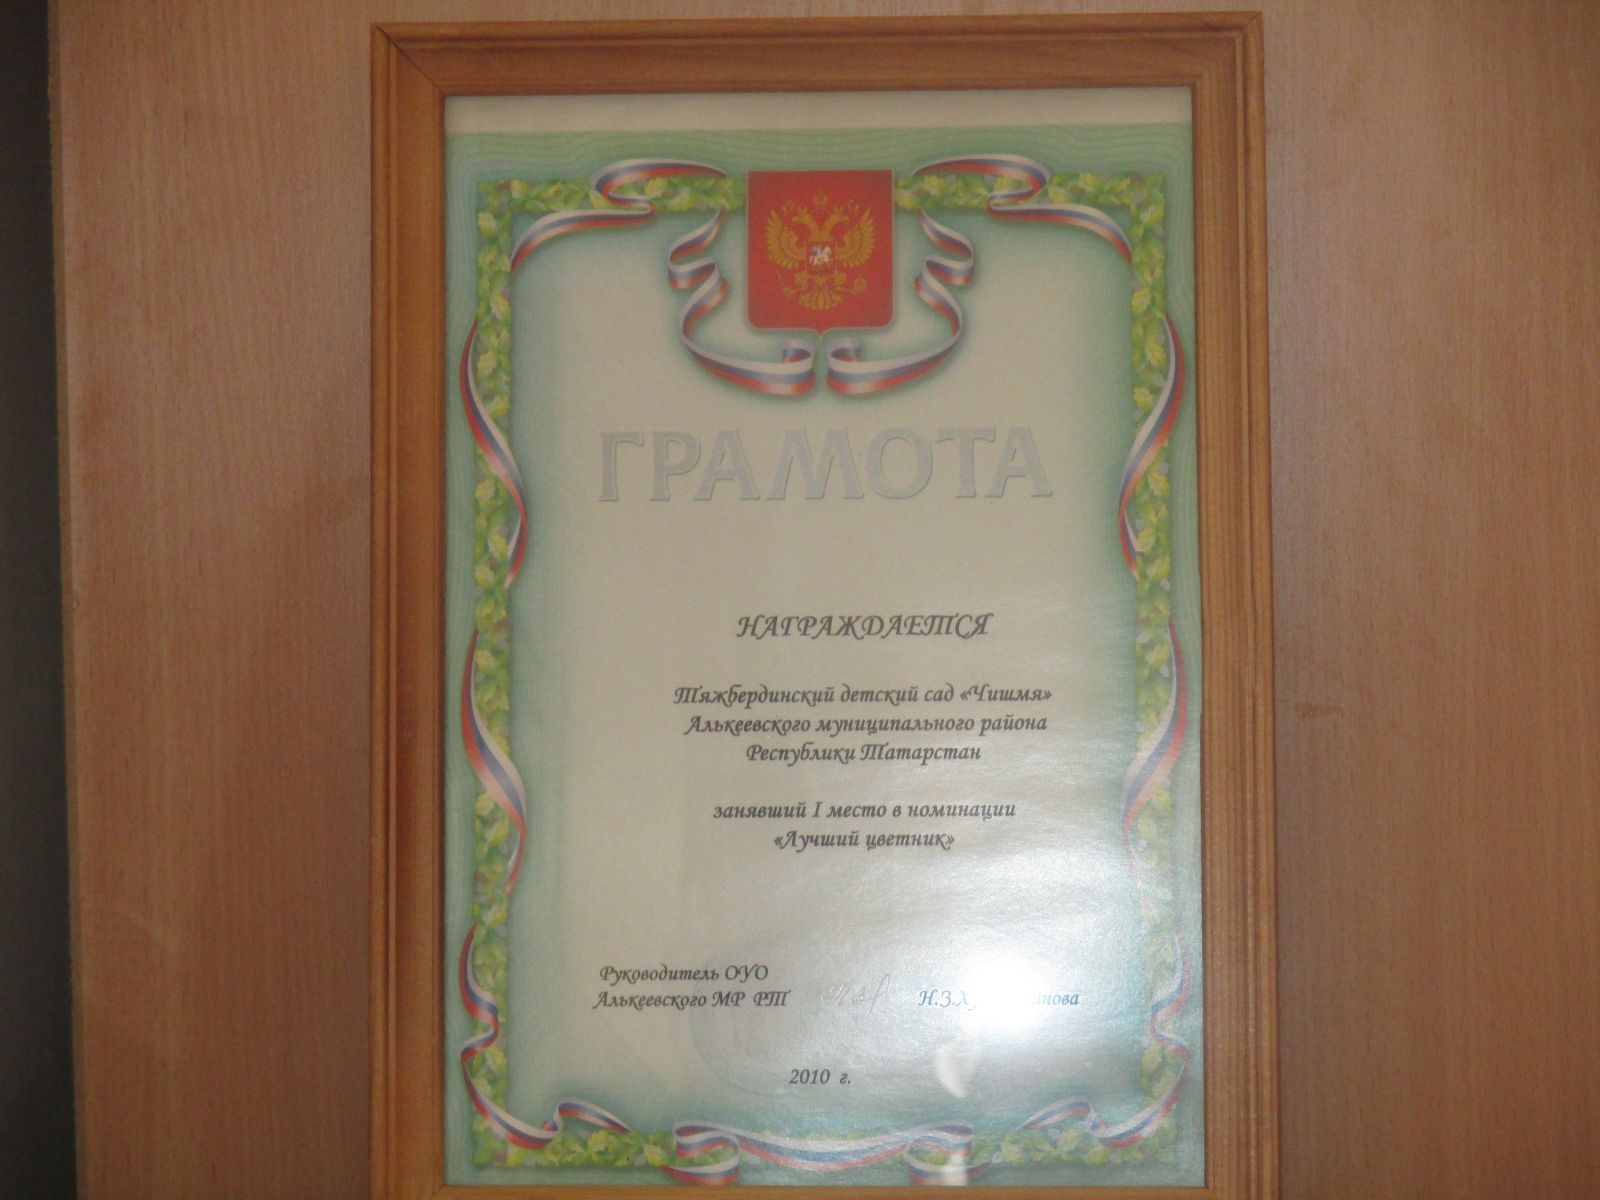 ГРАМОТА
НАГРАЖДАЕТСЯ
Тяжбердинский детский сад «Чишмя»
Алькеевского муниципального района
Республики Татарстан
занявший I место в номинации
«Лучший цветник»
Руководитель ОУО
Алькеевского МР РТ Н.З.
2010 г.